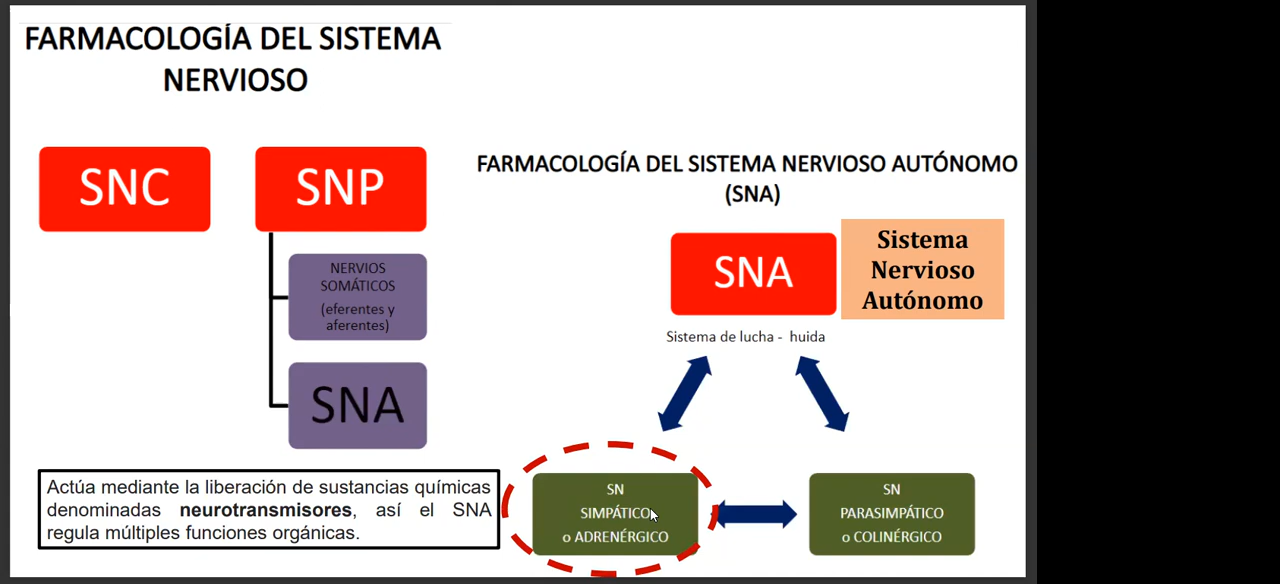 FARMACOLOGÍA DEL SISTEMA
NERVIOSO
SNC
SNP
NERVIOS
SOMÁTICOS
(eferentes y
aferentes)
SNA
Actúa mediante la liberación de sustancias químicas
denominadas neurotransmisores, así el SNA
regula múltiples funciones orgánicas.
FARMACOLOGÍA DEL SISTEMA NERVIOSO AUTÓNOMO
(SNA)
SNA
Sistema
Nervioso
Autónomo
Sistema de lucha - huida
SN
SIMPÁTICO
o ADRENÉRGICO
SN
PARASIMPÁTICO
o COLINÉRGICO